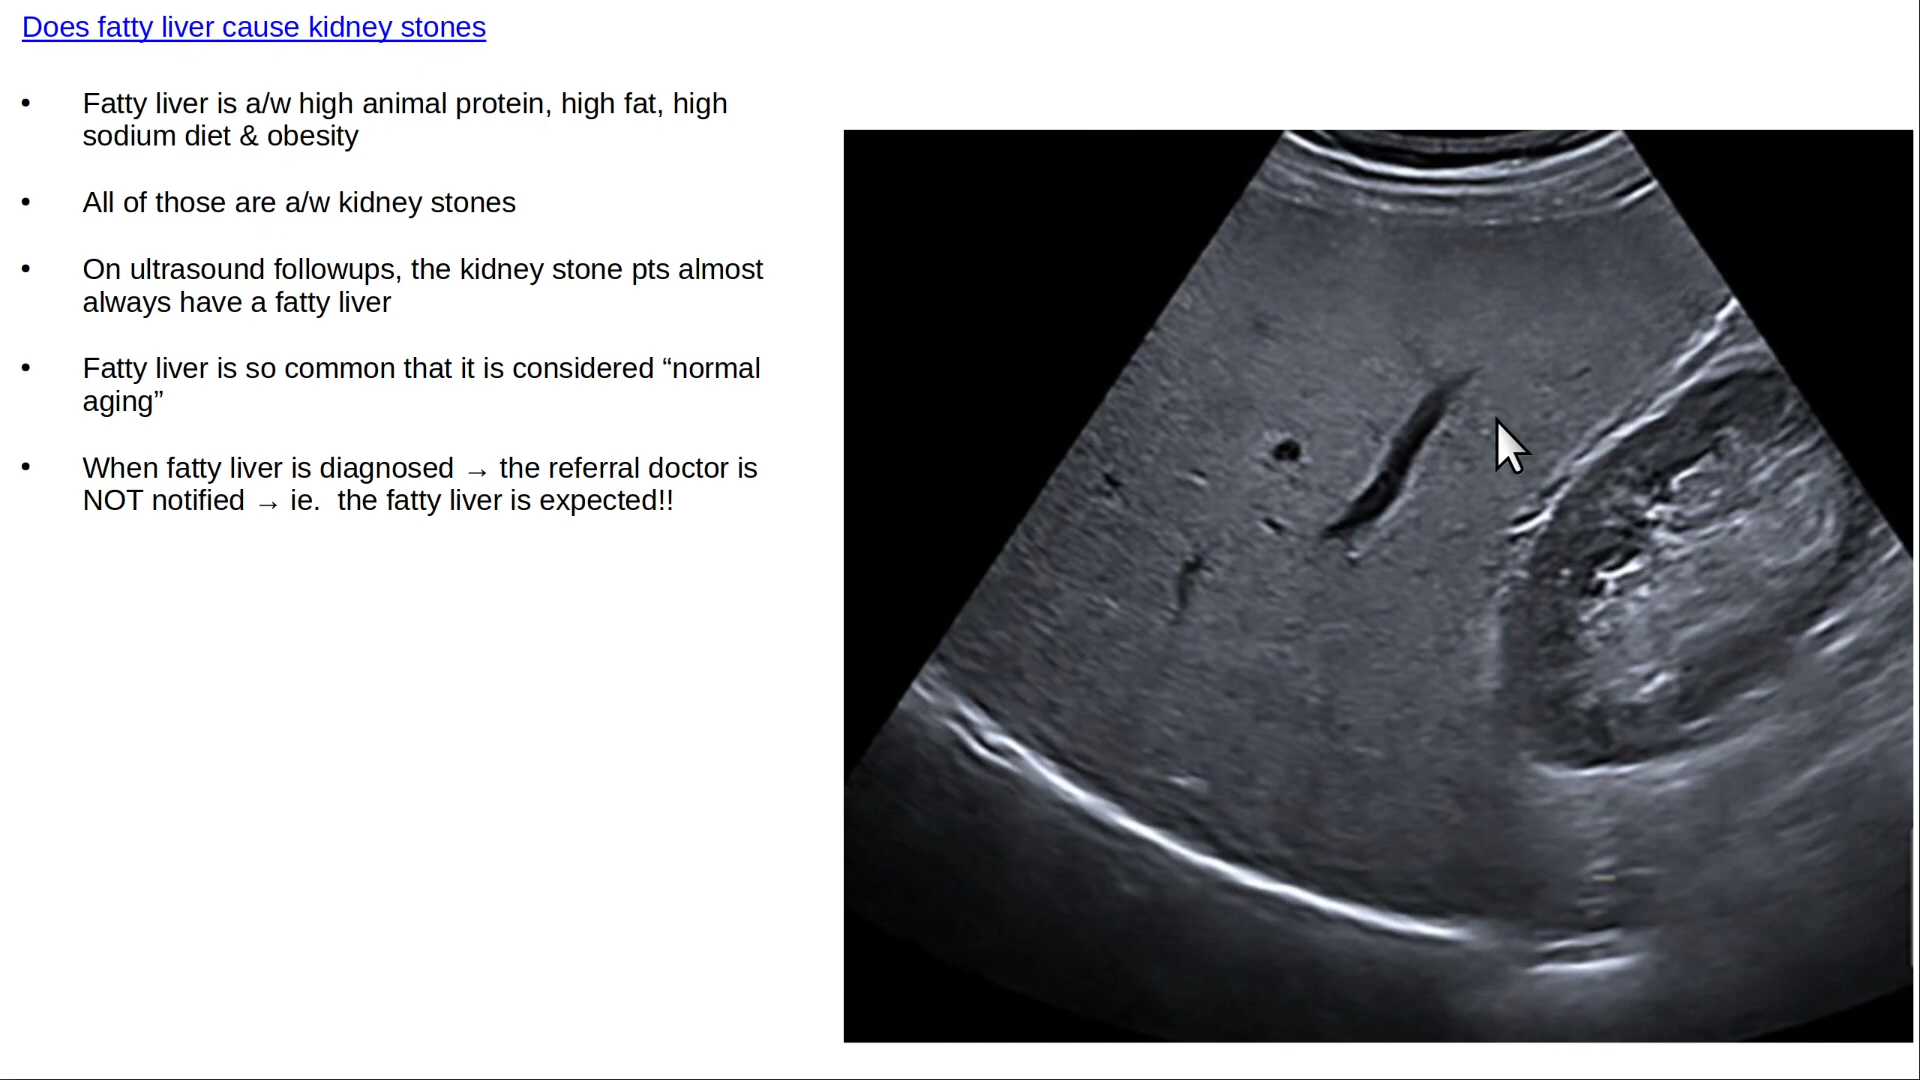 Does fatty liver cause kidney stones
• Fatty liver is a/w high animal protein, high fat, high
sodium diet & obesity
• All of those are a/w kidney stones
• On ultrasound followups, the kidney stone pts almost
always have a fatty liver
• Fatty liver is so common that it is considered “normal
aging”
• When fatty liver is diagnosed → the referral doctor is
NOT notified → ie.  the fatty liver is expected!!